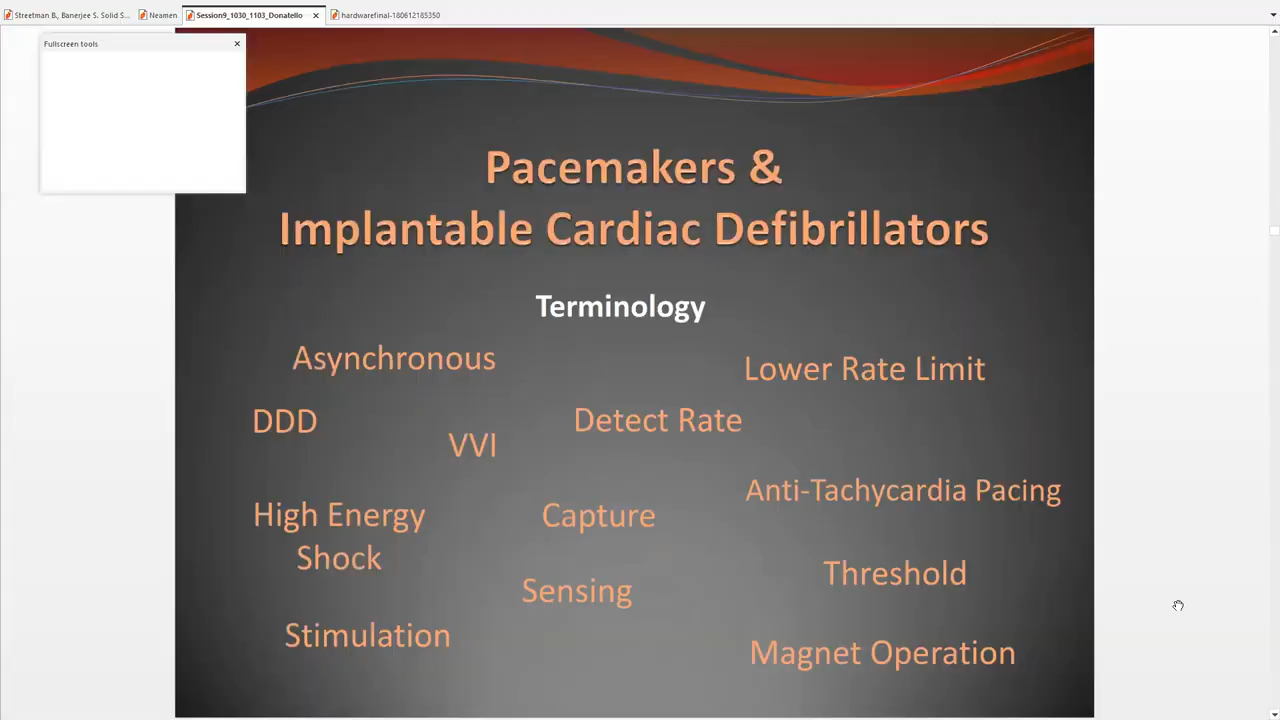 Streetman B., Banerjee S. Solid S...
Neamen
Session9_1030_1103_Donatello
hardwarefinal-180612185350
Fullscreen tools
Pacemakers &
Implantable Cardiac Defibrillators
Terminology
Asynchronous
Lower Rate Limit
DDD
Detect Rate
VVI
Anti-Tachycardia Pacing
High Energy
Shock
Capture
Threshold
Sensing
Stimulation
Magnet Operation